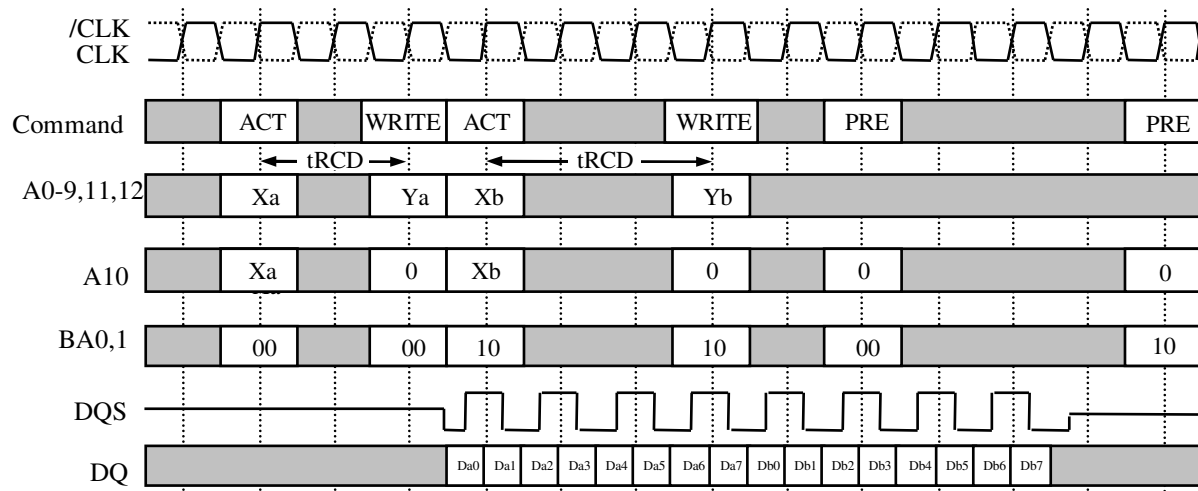 /CLK
CLK
Command ACT WRITE ACT WRITE PRE PRE
tRCD tRCD
A0-9,11,12 Xa Ya Xb Yb
A10 Xa 0 Xb 0 0 0
BA0,1 00 00 10 10 00 10
DQS
DQ Da0 Da1 Da2 Da3 Da4 Da5 Da6 Da7 Db0 Db1 Db2 Db3 Db4 Db5 Db6 Db7